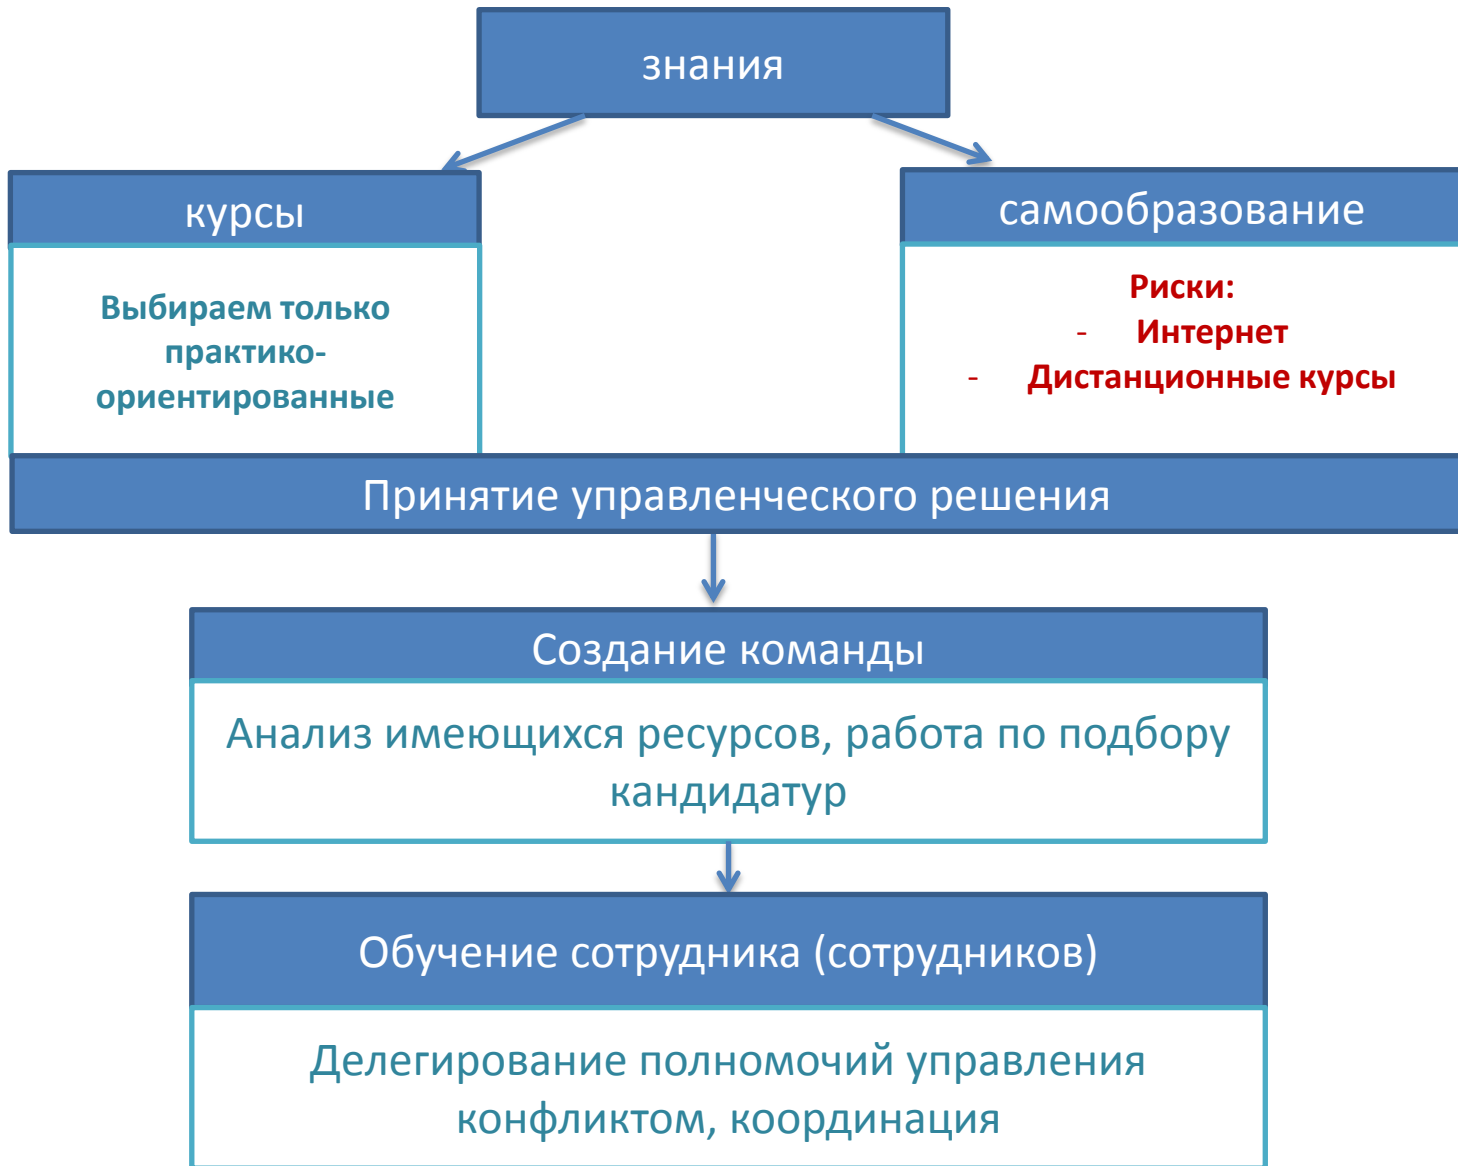 знания
курсы
Выбираем только
практико-
ориентированные
самообразование
Риски:
- Интернет
- Дистанционные курсы
Принятие управленческого решения
Создание команды
Анализ имеющихся ресурсов, работа по подбору
кандидатур
Обучение сотрудника (сотрудников)
Делегирование полномочий управления
конфликтом, координация